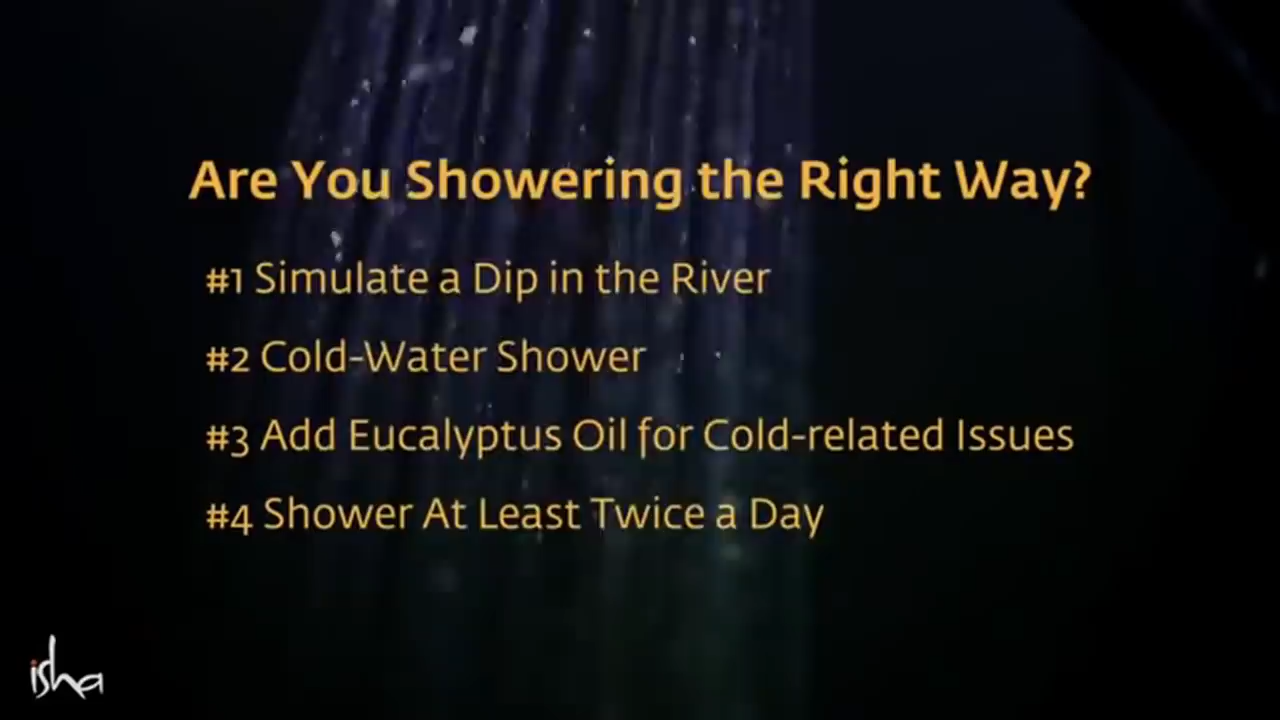 Are You Showering the Right Way?
#1 Simulate a Dip in the River
#2 Cold-Water Shower
#3 Add Eucalyptus Oil for Cold-related Issues
#4 Shower At Least Twice a Day
isha